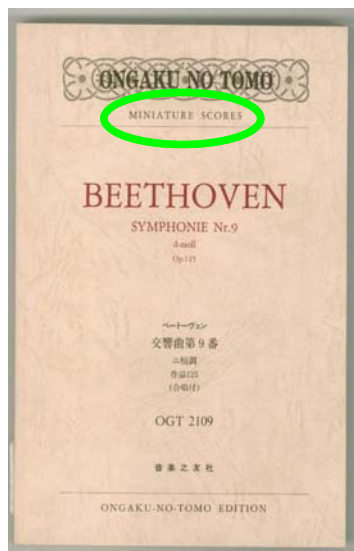 ONGAKU NO TOMO
MINIATURE SCORES
BEETHOVEN
SYMPHONIE Nr.9
d-moll
Op.125
ベートーヴェン
交響曲第9番
ニ短調
作品125
(合唱付)
OGT 2109
音楽之友社
ONGAKU-NO-TOMO EDITION